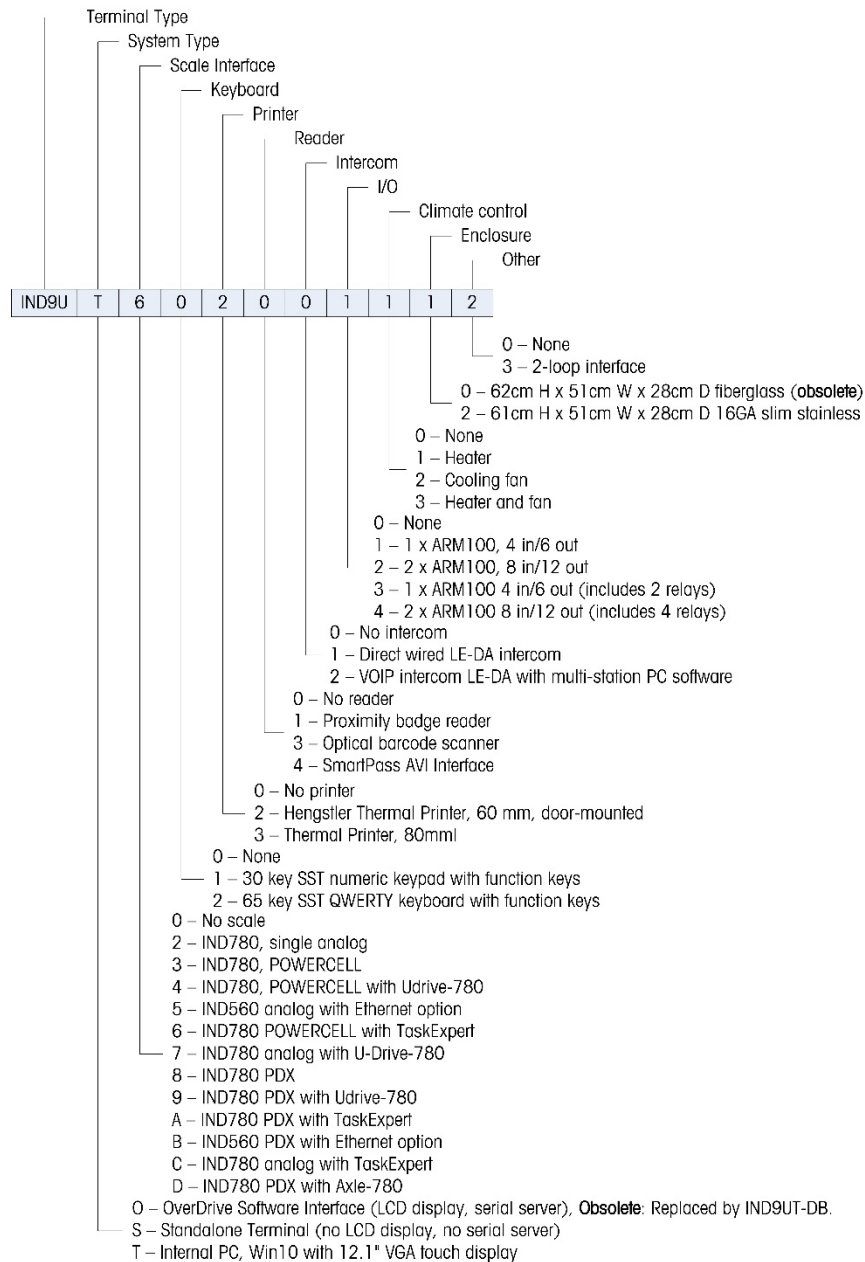 Terminal Type
System Type
Scale Interface
Keyboard
Printer
Reader
Intercom
I/O
Climate control
Enclosure
Other
IND9U T 6 0 2 0 0 1 1 1 2
0 – None
3 – 2-loop interface
0 – 62cm H x 51cm W x 28cm D fiberglass (obsolete)
2 – 61cm H x 51cm W x 28cm D 16GA slim stainless
0 – None
1 – Heater
2 – Cooling fan
3 – Heater and fan
0 – None
1 – 1 x ARM100, 4 in/6 out
2 – 2 x ARM100, 8 in/12 out
3 – 1 x ARM100 4 in/6 out (includes 2 relays)
4 – 2 x ARM100 8 in/12 out (includes 4 relays)
0 – No intercom
1 – Direct wired LE-DA intercom
2 – VOIP intercom LE-DA with multi-station PC software
0 – No reader
1 – Proximity badge reader
3 – Optical barcode scanner
4 – SmartPass AVI Interface
0 – No printer
2 – Hengstler Thermal Printer, 60 mm, door-mounted
3 – Thermal Printer, 80mml
0 – None
1 – 30 key SST numeric keypad with function keys
2 – 65 key SST QWERTY keyboard with function keys
0 – No scale
2 – IND780, single analog
3 – IND780, POWERCELL
4 – IND780, POWERCELL with Udrive-780
5 – IND560 analog with Ethernet option
6 – IND780 POWERCELL with TaskExpert
7 – IND780 analog with U-Drive-780
8 – IND780 PDX
9 – IND780 PDX with Udrive-780
A – IND780 PDX with TaskExpert
B – IND560 PDX with Ethernet option
C – IND780 analog with TaskExpert
D – IND780 PDX with Axle-780
O – OverDrive Software Interface (LCD display, serial server), Obsolete: Replaced by IND9UT-DB.
S – Standalone Terminal (no LCD display, no serial server)
T – Internal PC, Win10 with 12.1" VGA touch display